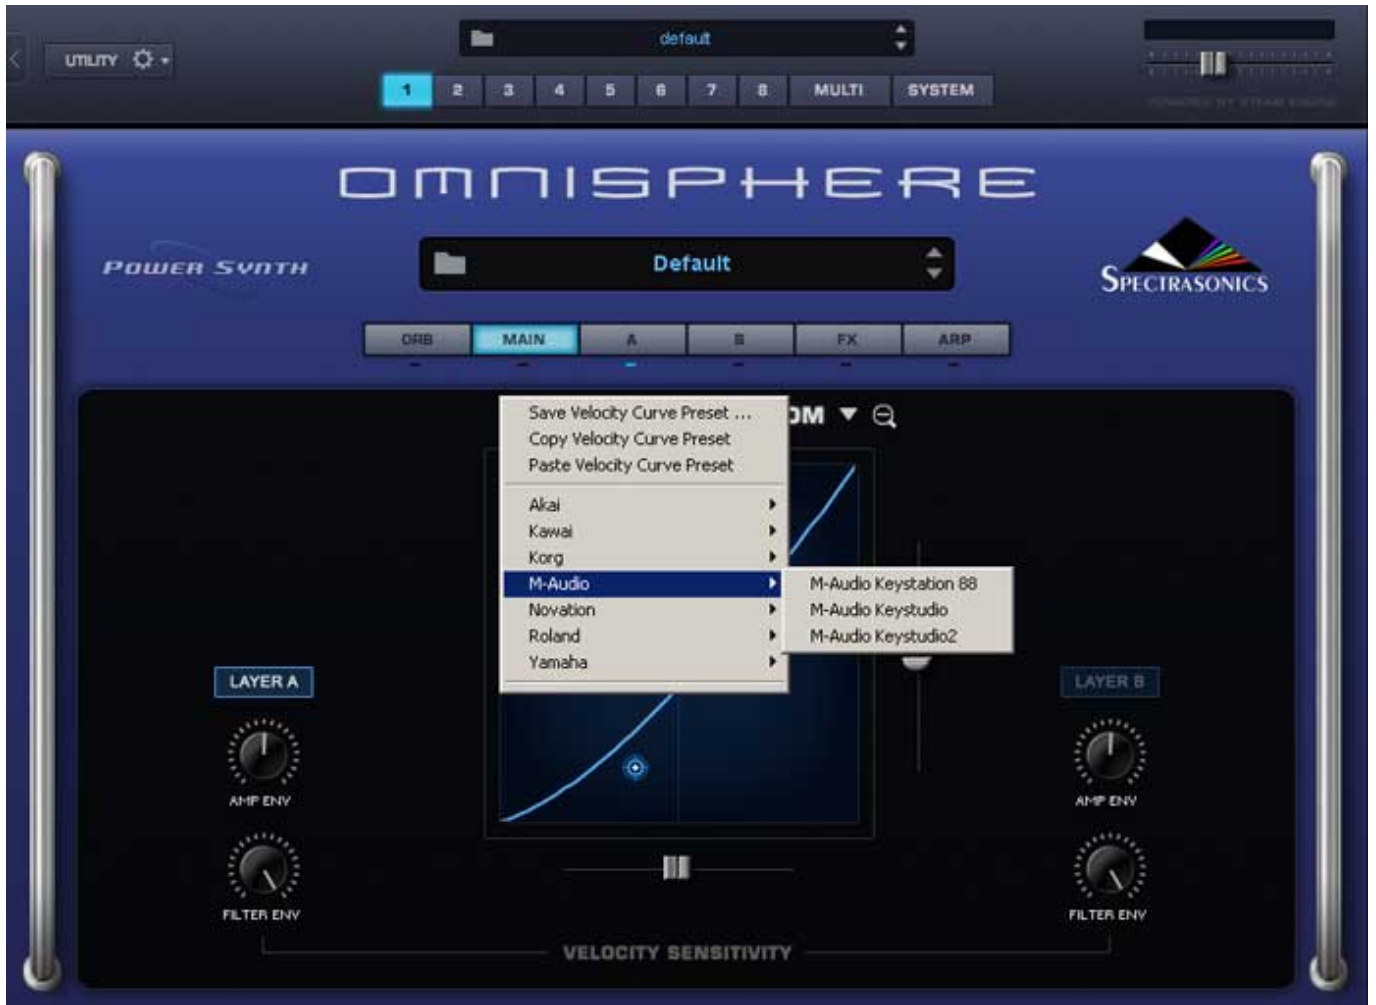 UTILITY
default
1 2 3 4 5 6 7 8 MULTI SYSTEM
OMNISPHERE
POWER SYNTH
Default
SPECTRASONICS
ORB MAIN A B FX ARP
Save Velocity Curve Preset ...
Copy Velocity Curve Preset
Paste Velocity Curve Preset
Akai
Kawai
Korg
M-Audio
Novation
Roland
Yamaha
M-Audio Keystation 88
M-Audio Keystudio
M-Audio Keystudio2
LAYER A
AMP ENV
FILTER ENV
LAYER B
AMP ENV
FILTER ENV
VELOCITY SENSITIVITY